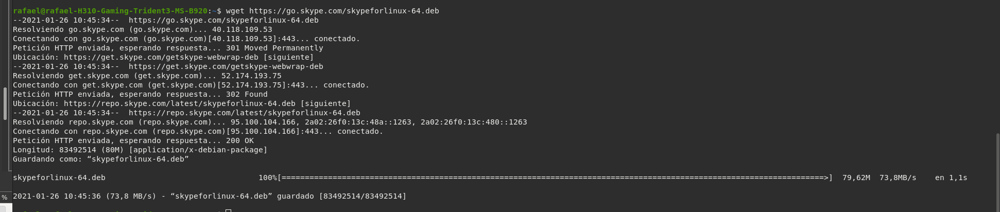 rafael@rafael-H310-Gaming-Trident3-MS-B920:~$ wget https://go.skype.com/skypeforlinux-64.deb
--2021-01-26 10:45:34--  https://go.skype.com/skypeforlinux-64.deb
Resolviendo go.skype.com (go.skype.com)... 40.118.109.53
Conectando con go.skype.com (go.skype.com)[40.118.109.53]:443... conectado.
Petición HTTP enviada, esperando respuesta... 301 Moved Permanently
Ubicación: https://get.skype.com/getskype-webwrap-deb [siguiente]
--2021-01-26 10:45:34--  https://get.skype.com/getskype-webwrap-deb
Resolviendo get.skype.com (get.skype.com)... 52.174.193.75
Conectando con get.skype.com (get.skype.com)[52.174.193.75]:443... conectado.
Petición HTTP enviada, esperando respuesta... 302 Found
Ubicación: https://repo.skype.com/latest/skypeforlinux-64.deb [siguiente]
--2021-01-26 10:45:34--  https://repo.skype.com/latest/skypeforlinux-64.deb
Resolviendo repo.skype.com (repo.skype.com)... 95.100.104.166, 2a02:26f0:13c:48a::1263, 2a02:26f0:13c:480::1263
Conectando con repo.skype.com (repo.skype.com)[95.100.104.166]:443... conectado.
Petición HTTP enviada, esperando respuesta... 200 OK
Longitud: 83492514 (80M) [application/x-debian-package]
Guardando como: “skypeforlinux-64.deb”
skypeforlinux-64.deb 100%[=====================================================================================================================>] 79,62M 73,8MB/s en 1,1s
2021-01-26 10:45:36 (73,8 MB/s) - “skypeforlinux-64.deb” guardado [83492514/83492514]
%